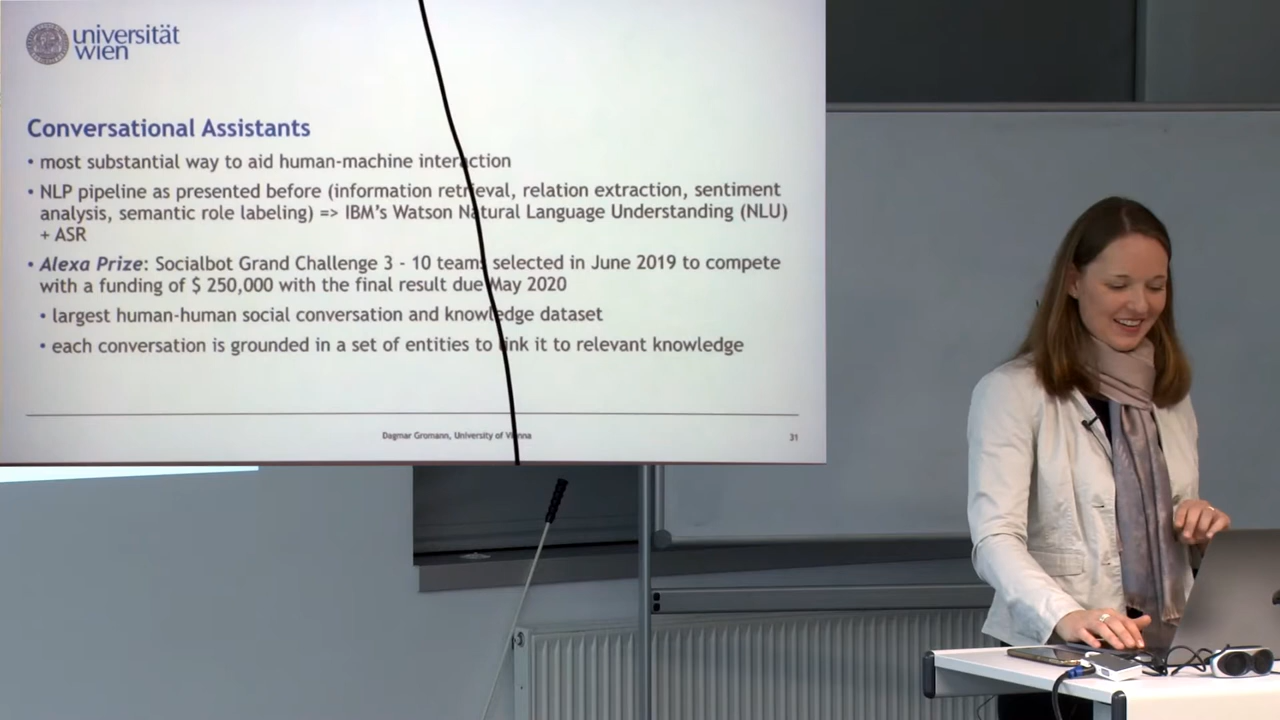 universität
wien
Conversational Assistants
• most substantial way to aid human-machine interaction
• NLP pipeline as presented before (information retrieval, relation extraction, sentiment
analysis, semantic role labeling) => IBM's Watson Natural Language Understanding (NLU)
+ ASR
• Alexa Prize: Socialbot Grand Challenge 3 - 10 teams selected in June 2019 to compete
with a funding of $ 250,000 with the final result due May 2020
• largest human-human social conversation and knowledge dataset
• each conversation is grounded in a set of entities to link it to relevant knowledge
Dagmar Gromann, University of Vienna
31